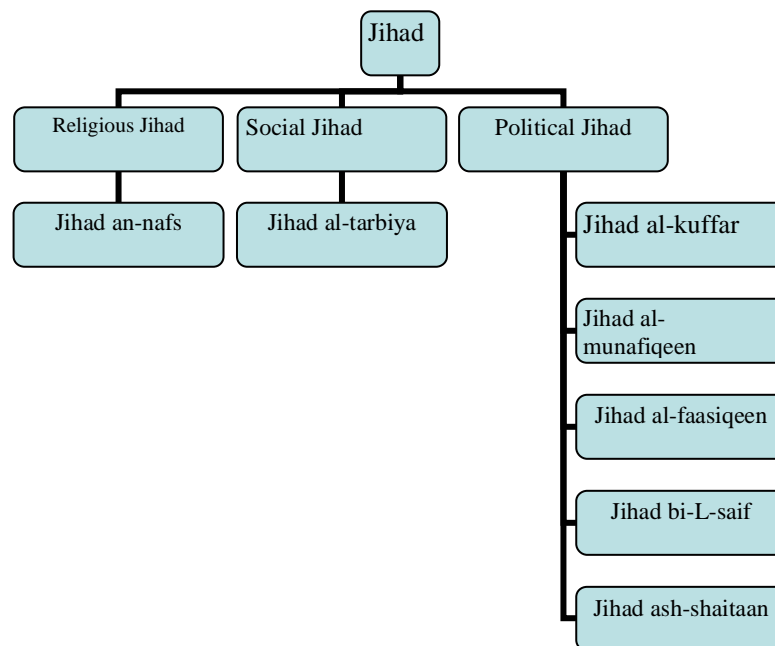 Jihad
Religious Jihad
Social Jihad
Political Jihad
Jihad an-nafs
Jihad al-tarbiya
Jihad al-kuffar
Jihad al-
munafiqeen
Jihad al-faasiqeen
Jihad bi-L-saif
Jihad ash-shaitaan